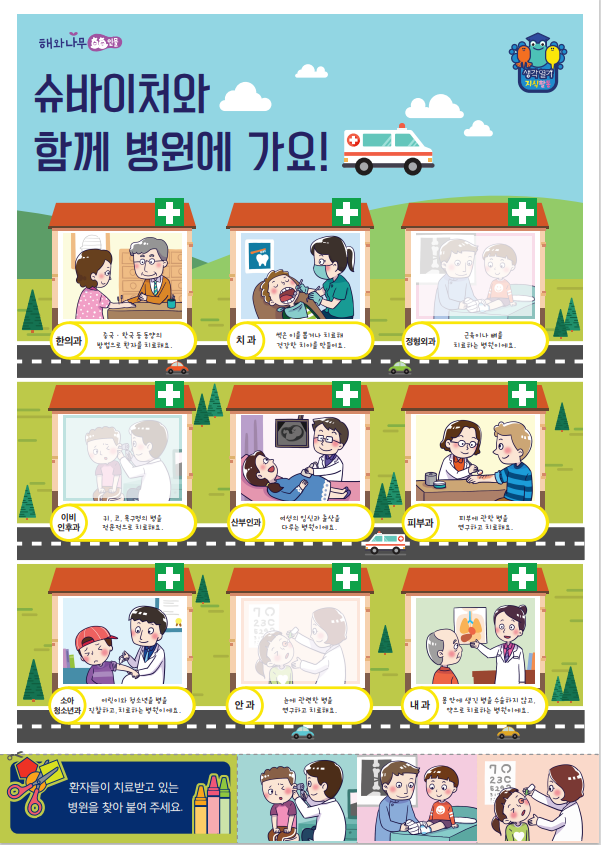 해와나무
생각읽기
지식활동
슈바이처와
함께 병원에 가요!
한의과
중국·한국 등 동양의
방법으로 환자를 치료해요.
치과
썩은 이를 뽑거나 치료해
건강한 치아를 만들어요.
정형외과
근육이나 뼈를
치료하는 병원이에요.
이비
인후과
귀, 코, 목구멍의 병을
전문적으로 치료해요.
산부인과
여성의 임신과 출산을
다루는 병원이에요.
피부과
피부에 관한 병을
연구하고 치료해요.
소아
청소년과
어린이와 청소년을 병을
진찰하고, 치료하는 병원이에요.
안과
눈에 관련한 병을
연구하고 치료해요.
내과
몸 안에 생긴 병을 수술하지 않고,
약으로 치료하는 병원이에요.
환자들이 치료받고 있는
병원을 찾아 붙여 주세요.